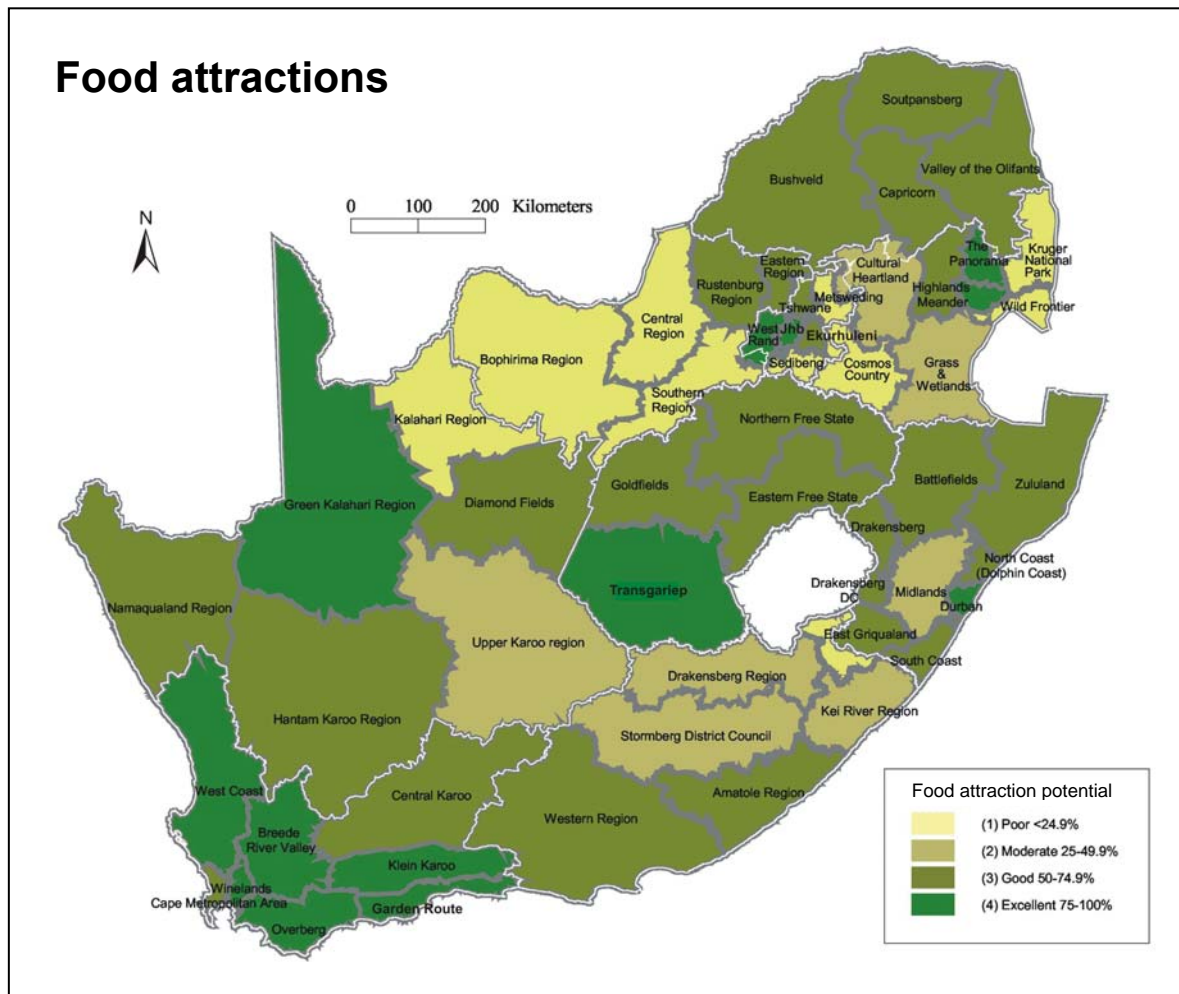 Food attractions
N
0 100 200 Kilometers
Soutpansberg
Valley of the Olifants
Bushveld
Capricorn
The
Panorama
Kruger
National
Park
Cultural
Heartland
Eastern
Region
Rustenburg
Region
Highlands
Meander
Metsweding
Wild Frontier
Tshwane
Central
Region
West
Rand
Jhb
Ekurhuleni
Bophirima Region
Sedibeng
Cosmos
Country
Grass
&
Wetlands
Southern
Region
Kalahari Region
Northern Free State
Goldfields
Battlefields
Zululand
Diamond Fields
Eastern Free State
Green Kalahari Region
Drakensberg
North Coast
(Dolphin Coast)
Transgariep
Drakensberg
DC
Midlands
Durban
Namaqualand Region
East Griqualand
Upper Karoo region
South Coast
Drakensberg Region
Kei River Region
Hantam Karoo Region
Stormberg District Council
West Coast
Central Karoo
Amatole Region
Western Region
Breede
River Valley
Klein Karoo
Winelands
Cape Metropolitan Area
Garden Route
Overberg
Food attraction potential
(1) Poor <24.9%
(2) Moderate 25-49.9%
(3) Good 50-74.9%
(4) Excellent 75-100%